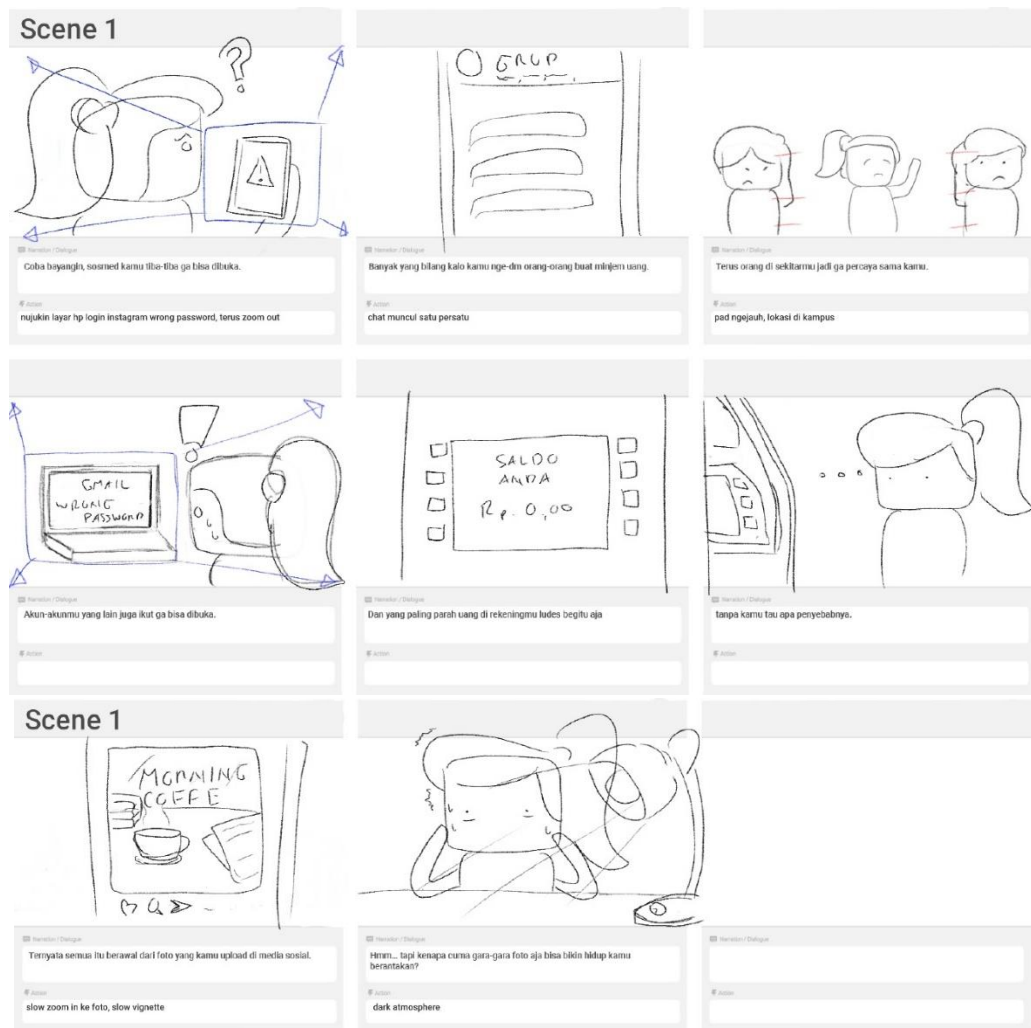 Scene 1
?
GRUP
Narration / Dialogue
Coba bayangin, sosmed kamu tiba-tiba ga bisa dibuka.
Action
nujukin layar hp login instagram wrong password, terus zoom out
Narration / Dialogue
Banyak yang bilang kalo kamu nge-dm orang-orang buat minjem uang.
Action
chat muncul satu persatu
Narration / Dialogue
Terus orang di sekitarmu jadi ga percaya sama kamu.
Action
pad ngejauh, lokasi di kampus
GMAIL
WRONG
PASSWORD
Narration / Dialogue
Akun-akunmu yang lain juga ikut ga bisa dibuka.
Action
SALDO
ANDA
Rp. 0,00
Narration / Dialogue
Dan yang paling parah uang di rekeningmu ludes begitu aja
Action
Narration / Dialogue
tanpa kamu tau apa penyebabnya.
Action
Scene 1
MORNING
COFFE
Narration / Dialogue
Ternyata semua itu berawal dari foto yang kamu upload di media sosial.
Action
slow zoom in ke foto, slow vignette
Narration / Dialogue
Hmm... tapi kenapa cuma gara-gara foto aja bisa bikin hidup kamu
berantakan?
Action
dark atmosphere
Narration / Dialogue
Action